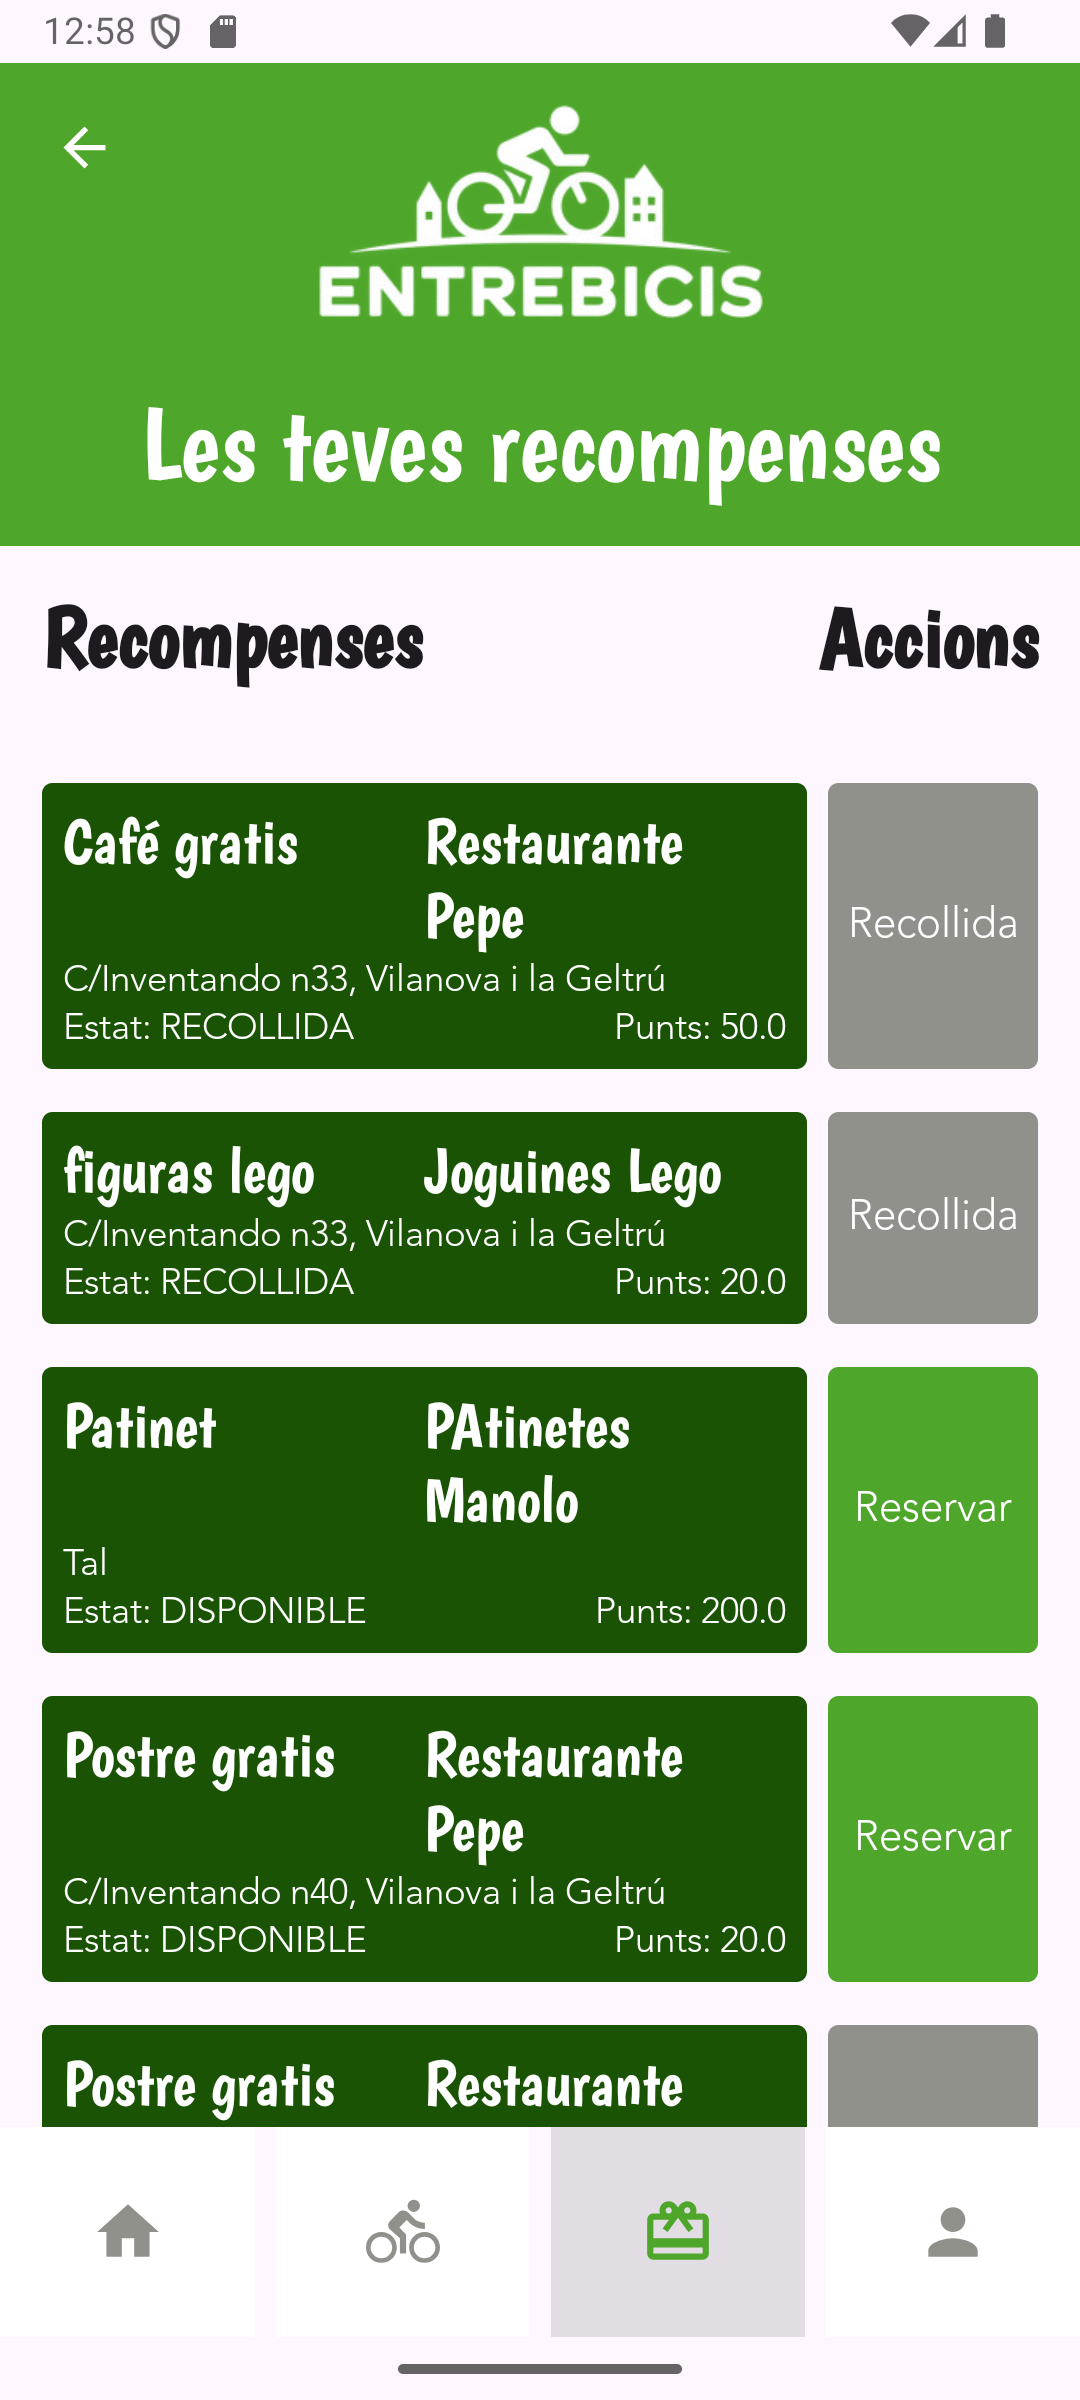 12:58
ENTREBICIS
Les teves recompenses
Recompenses Accions
Café gratis Restaurante
Pepe
C/Inventando n33, Vilanova i la Geltrú
Estat: RECOLLIDA Punts: 50.0
Recollida
figuras lego Joguines Lego
C/Inventando n33, Vilanova i la Geltrú
Estat: RECOLLIDA Punts: 20.0
Recollida
Patinet PAtinetes
Manolo
Tal
Estat: DISPONIBLE Punts: 200.0
Reservar
Postre gratis Restaurante
Pepe
C/Inventando n40, Vilanova i la Geltrú
Estat: DISPONIBLE Punts: 20.0
Reservar
Postre gratis Restaurante